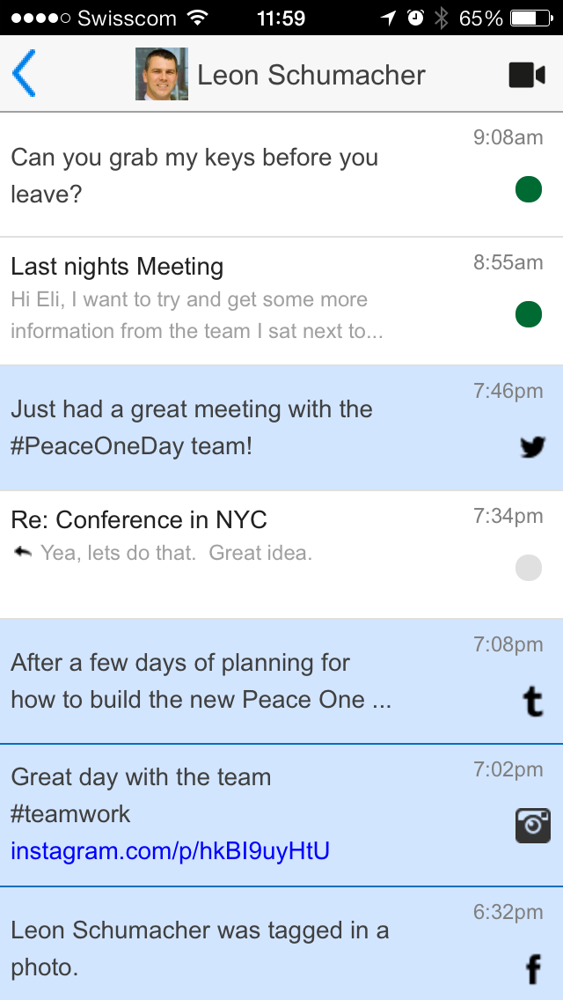 Swisscom 11:59 65%
Leon Schumacher
9:08am
Can you grab my keys before you
leave?
8:55am
Last nights Meeting
Hi Eli, I want to try and get some more
information from the team I sat next to...
7:46pm
Just had a great meeting with the
#PeaceOneDay team!
7:34pm
Re: Conference in NYC
Yea, lets do that.  Great idea.
7:08pm
After a few days of planning for
how to build the new Peace One ...
7:02pm
Great day with the team
#teamwork
instagram.com/p/hkBI9uyHtU
6:32pm
Leon Schumacher was tagged in a
photo.